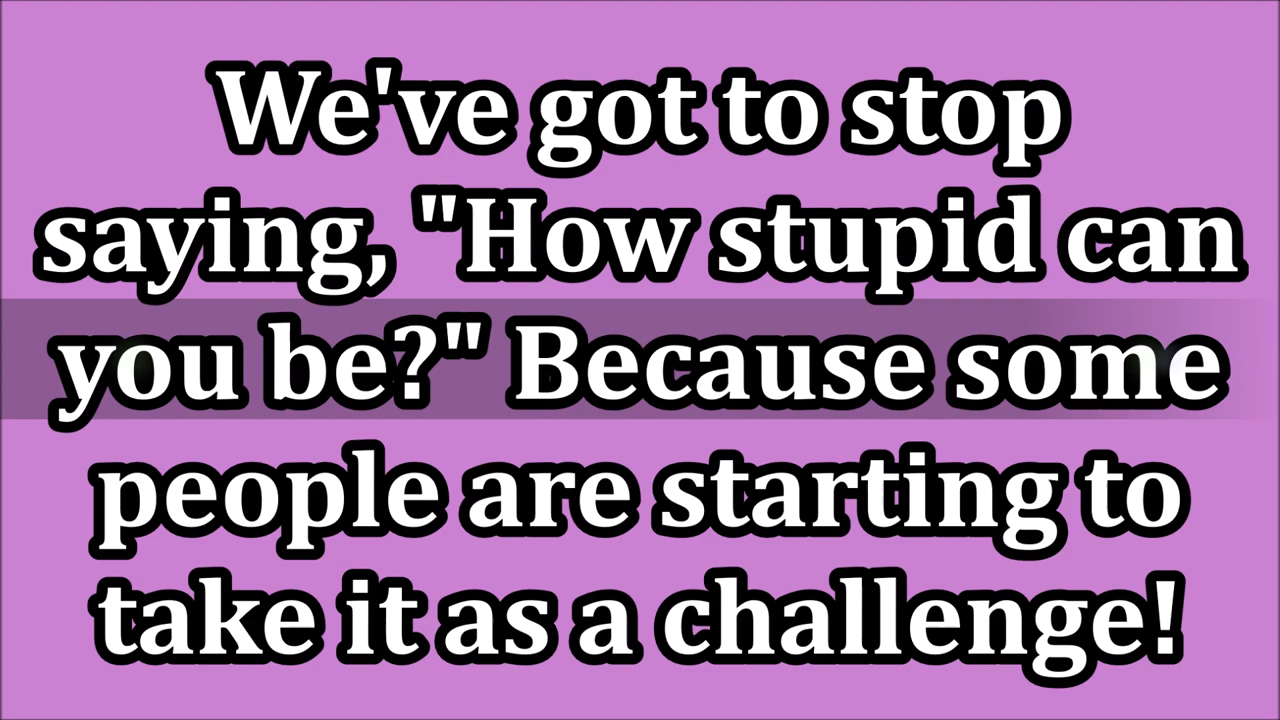 We've got to stop
saying, "How stupid can
you be?" Because some
people are starting to
take it as a challenge!